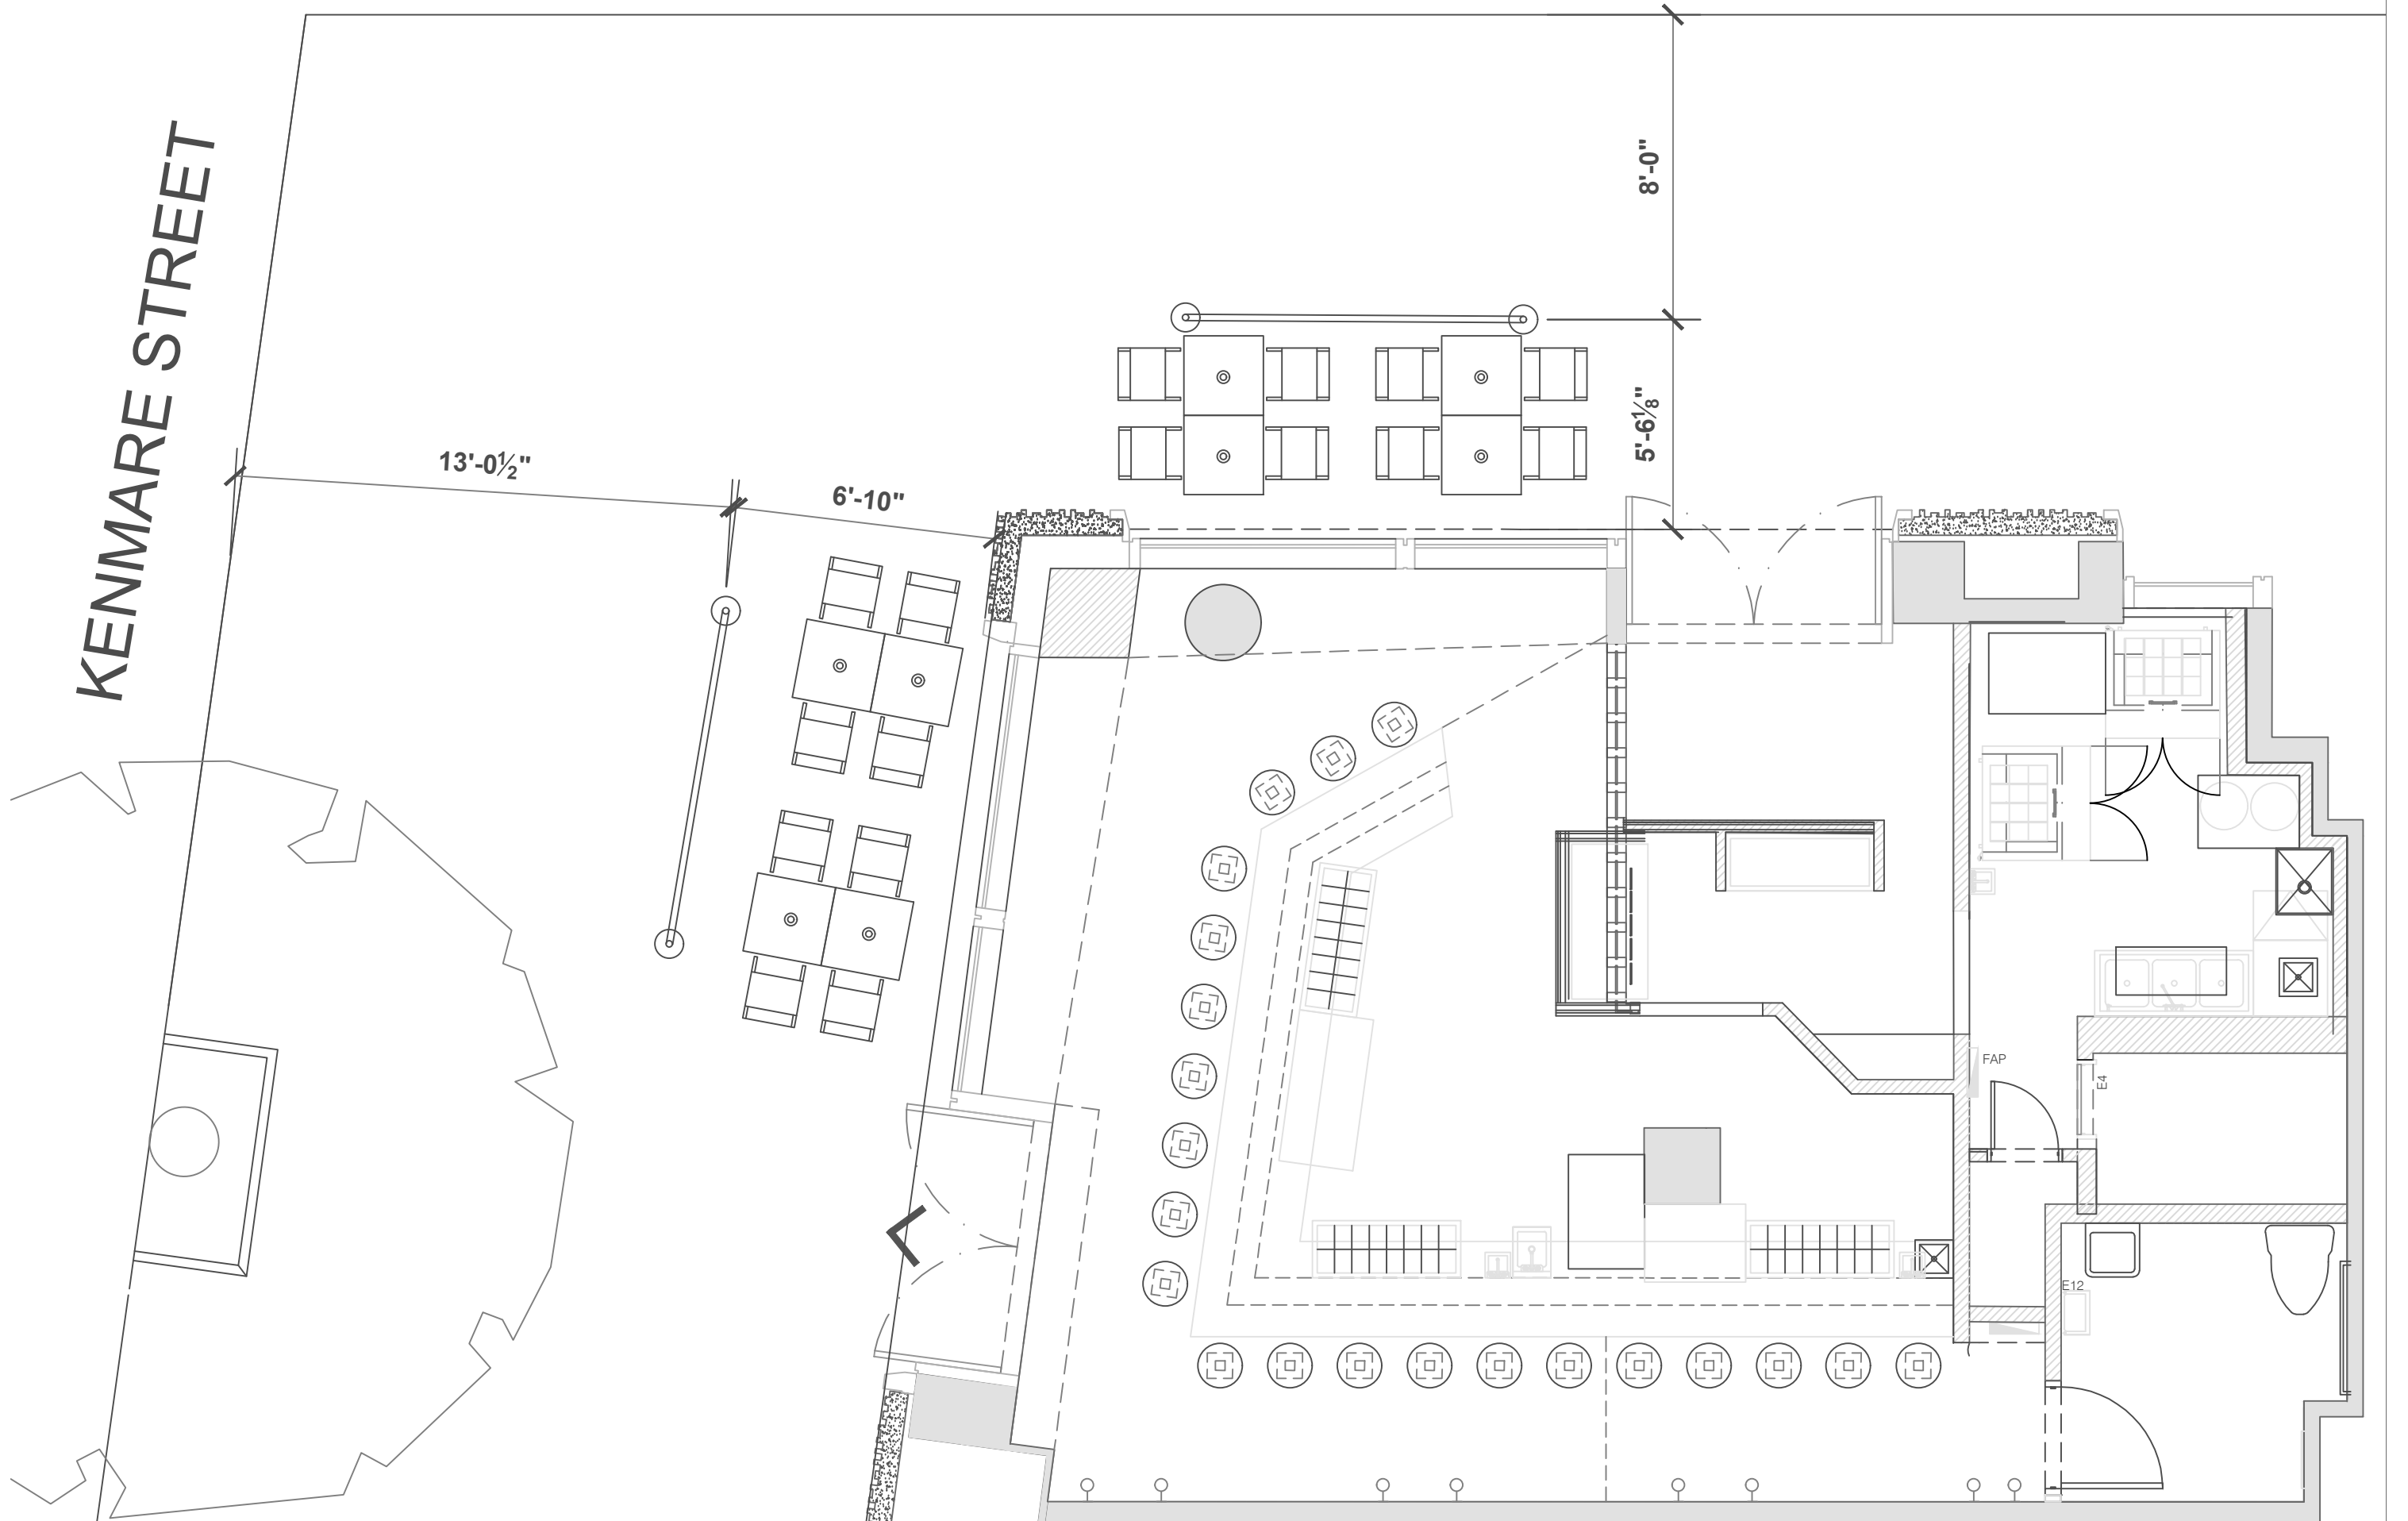 8'-0"
KENMARE STREET
13'-0½"
6'-10"
5'-6⅛"
FAP
E4
E12